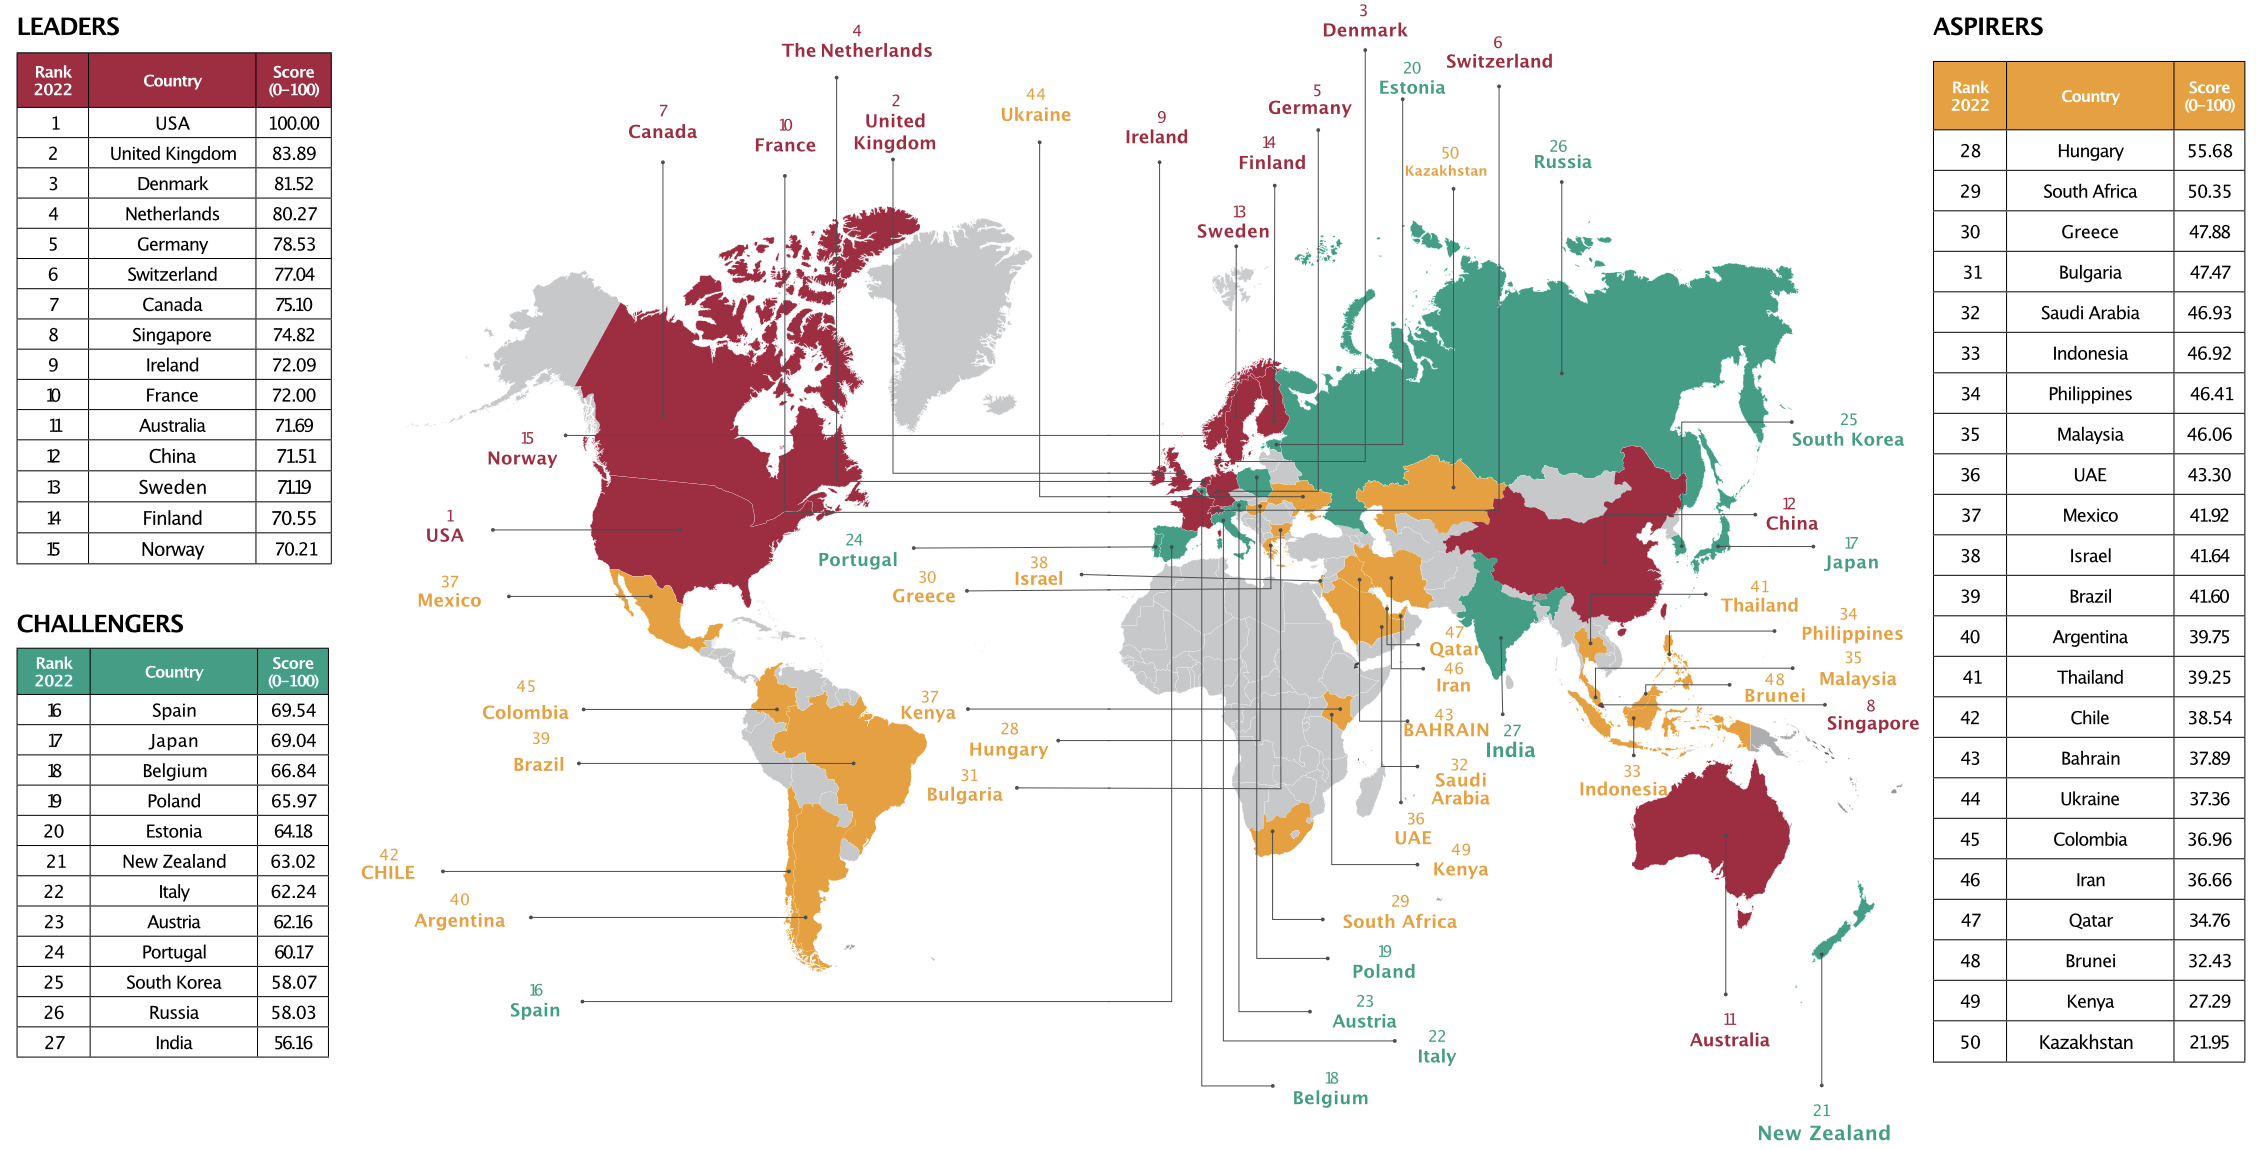 LEADERS
Rank 2022 Country Score (0-100)
1 USA 100.00
2 United Kingdom 83.89
3 Denmark 81.52
4 Netherlands 80.27
5 Germany 78.53
6 Switzerland 77.04
7 Canada 75.10
8 Singapore 74.82
9 Ireland 72.09
10 France 72.00
11 Australia 71.69
12 China 71.51
13 Sweden 71.19
14 Finland 70.55
15 Norway 70.21
CHALLENGERS
Rank 2022 Country Score (0-100)
16 Spain 69.54
17 Japan 69.04
18 Belgium 66.84
19 Poland 65.97
20 Estonia 64.18
21 New Zealand 63.02
22 Italy 62.24
23 Austria 62.16
24 Portugal 60.17
25 South Korea 58.07
26 Russia 58.03
27 India 56.16
3
Denmark
4
The Netherlands
6
Switzerland
20
Estonia
5
Germany
44
Ukraine
2
United
Kingdom
7
Canada
10
France
9
Ireland
14
Finland
50
Kazakhstan
26
Russia
13
Sweden
15
Norway
25
South Korea
1
USA
12
China
24
Portugal
17
Japan
38
Israel
30
Greece
37
Mexico
41
Thailand
34
Philippines
47
Qatar
35
Malaysia
46
Iran
48
Brunei
45
Colombia
37
Kenya
8
Singapore
43
BAHRAIN
27
India
28
Hungary
39
Brazil
32
Saudi
Arabia
33
Indonesia
31
Bulgaria
36
UAE
42
CHILE
49
Kenya
40
Argentina
29
South Africa
19
Poland
16
Spain
23
Austria
11
Australia
22
Italy
18
Belgium
21
New Zealand
ASPIRERS
Rank 2022 Country Score (0-100)
28 Hungary 55.68
29 South Africa 50.35
30 Greece 47.88
31 Bulgaria 47.47
32 Saudi Arabia 46.93
33 Indonesia 46.92
34 Philippines 46.41
35 Malaysia 46.06
36 UAE 43.30
37 Mexico 41.92
38 Israel 41.64
39 Brazil 41.60
40 Argentina 39.75
41 Thailand 39.25
42 Chile 38.54
43 Bahrain 37.89
44 Ukraine 37.36
45 Colombia 36.96
46 Iran 36.66
47 Qatar 34.76
48 Brunei 32.43
49 Kenya 27.29
50 Kazakhstan 21.95